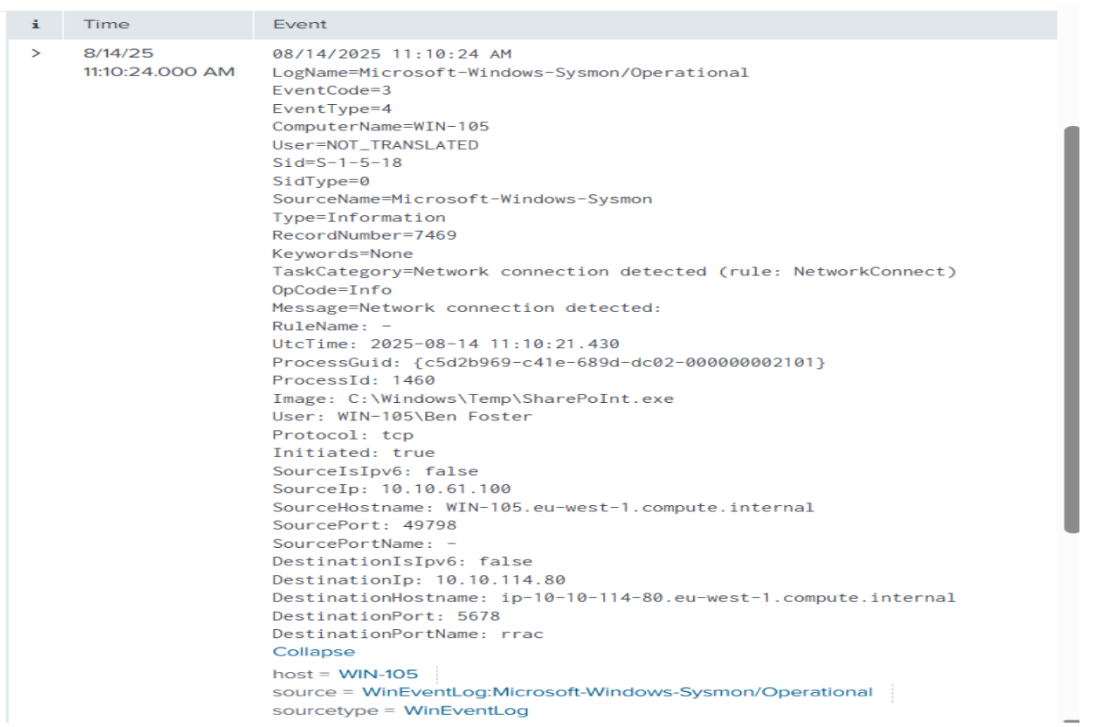 i Time Event
> 8/14/25 08/14/2025 11:10:24 AM
11:10:24.000 AM LogName=Microsoft-Windows-Sysmon/Operational
EventCode=3
EventType=4
ComputerName=WIN-105
User=NOT_TRANSLATED
Sid=S-1-5-18
SidType=0
SourceName=Microsoft-Windows-Sysmon
Type=Information
RecordNumber=7469
Keywords=None
TaskCategory=Network connection detected (rule: NetworkConnect)
OpCode=Info
Message=Network connection detected:
RuleName: -
UtcTime: 2025-08-14 11:10:21.430
ProcessGuid: {c5d2b969-c41e-689d-dc02-000000002101}
ProcessId: 1460
Image: C:\Windows\Temp\SharePoInt.exe
User: WIN-105\Ben Foster
Protocol: tcp
Initiated: true
SourceIsIpv6: false
SourceIp: 10.10.61.100
SourceHostname: WIN-105.eu-west-1.compute.internal
SourcePort: 49798
SourcePortName: -
DestinationIsIpv6: false
DestinationIp: 10.10.114.80
DestinationHostname: ip-10-10-114-80.eu-west-1.compute.internal
DestinationPort: 5678
DestinationPortName: rrac
Collapse
host = WIN-105
source = WinEventLog:Microsoft-Windows-Sysmon/Operational
sourcetype = WinEventLog